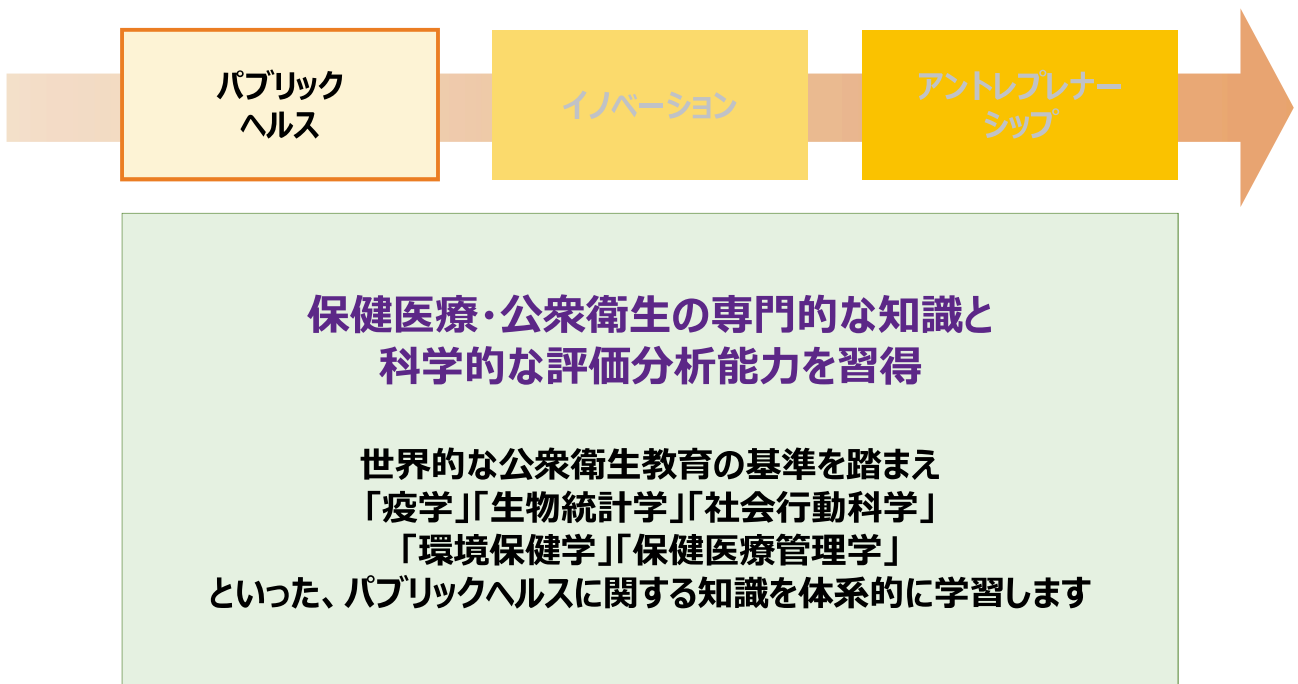 パブリック
ヘルス
イノベーション
アントレプレナー
シップ
保健医療・公衆衛生の専門的な知識と
科学的な評価分析能力を習得
世界的な公衆衛生教育の基準を踏まえ
「疫学」「生物統計学」「社会行動科学」
「環境保健学」「保健医療管理学」
といった、パブリックヘルスに関する知識を体系的に学習します